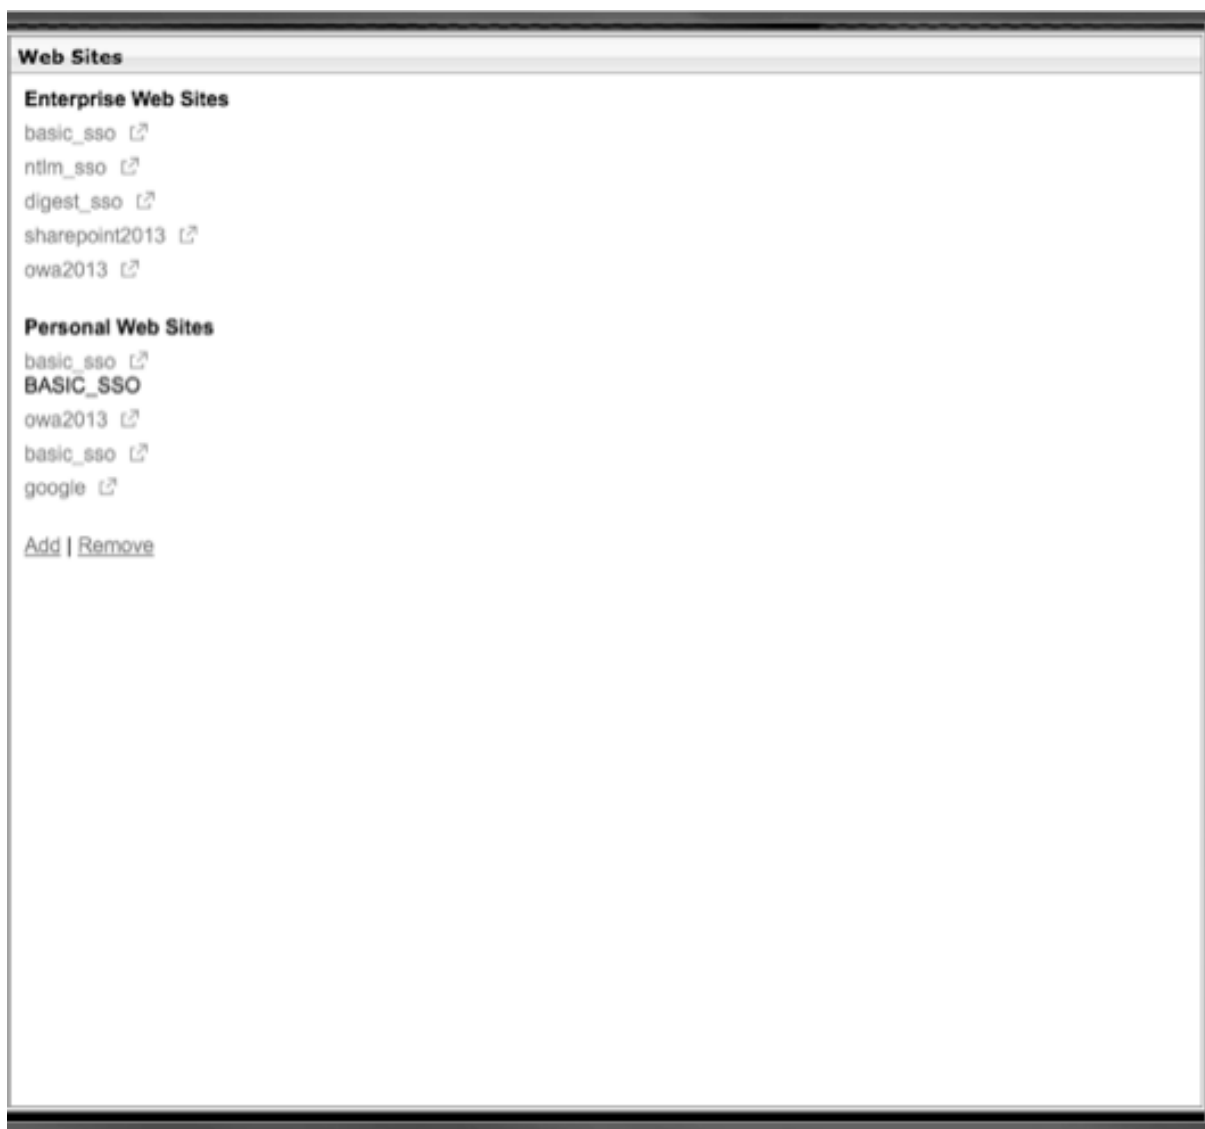 Web Sites
Enterprise Web Sites
basic_sso
ntlm_sso
digest_sso
sharepoint2013
owa2013
Personal Web Sites
basic_sso
BASIC_SSO
owa2013
basic_sso
google
Add | Remove